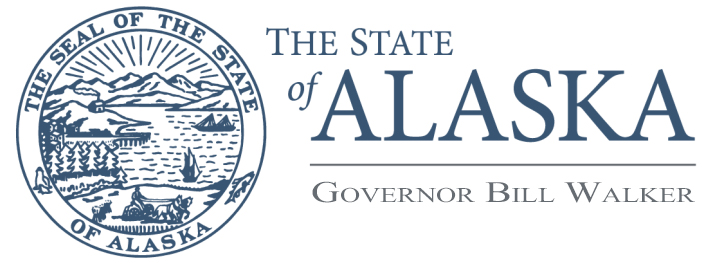 THE SEAL OF THE STATE
OF ALASKA
THE STATE
of ALASKA
GOVERNOR BILL WALKER